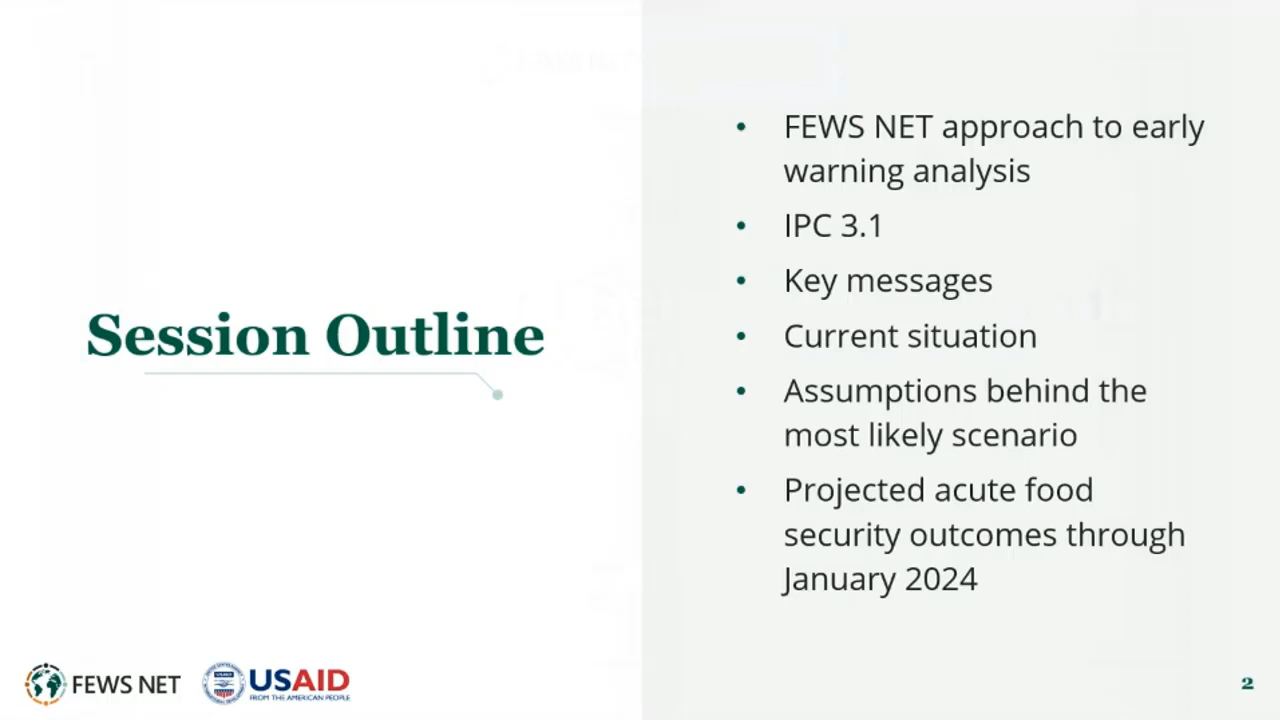 Session Outline
• FEWS NET approach to early
warning analysis
• IPC 3.1
• Key messages
• Current situation
• Assumptions behind the
most likely scenario
• Projected acute food
security outcomes through
January 2024
FEWS NET
USAID
FROM THE AMERICAN PEOPLE
2